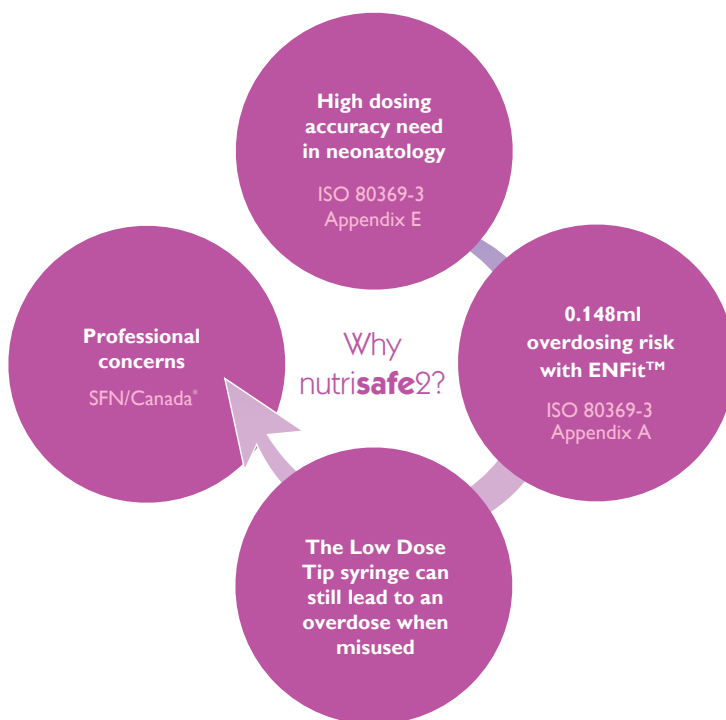 High dosing
accuracy need
in neonatology
ISO 80369-3
Appendix E
0.148ml
overdosing risk
with ENFit™
ISO 80369-3
Appendix A
The Low Dose
Tip syringe can
still lead to an
overdose when
misused
Professional
concerns
SFN/Canada*
Why
nutrisafe2?